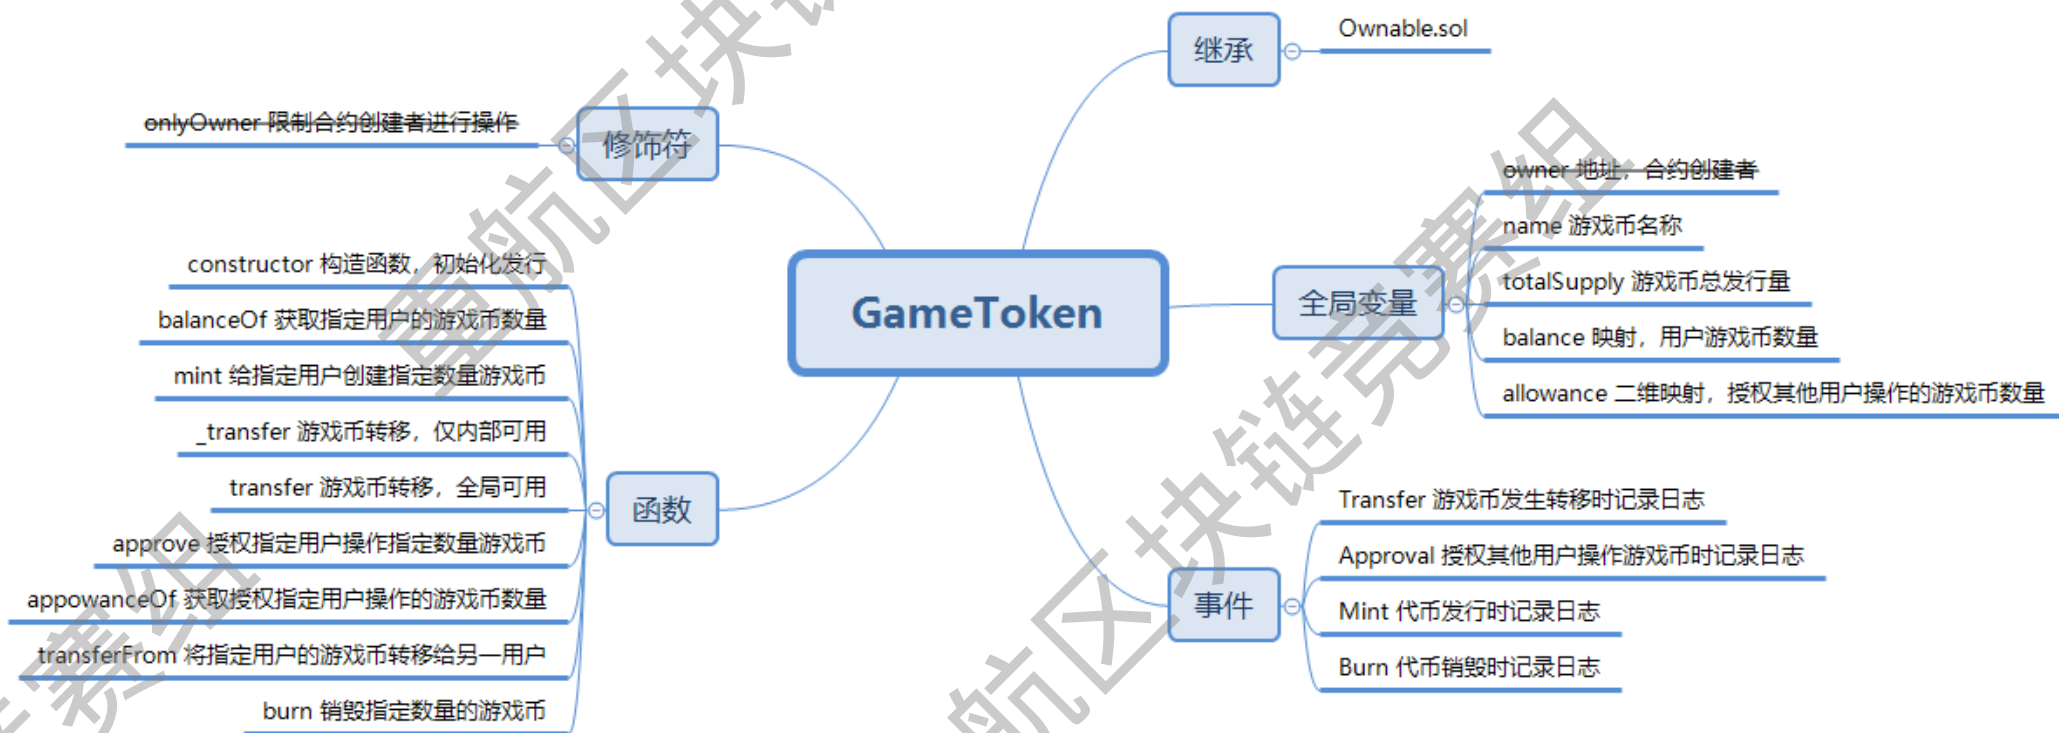 GameToken
继承
Ownable.sol
全局变量
owner 地址，合约创建者
name 游戏币名称
totalSupply 游戏币总发行量
balance 映射，用户游戏币数量
allowance 二维映射，授权其他用户操作的游戏币数量
事件
Transfer 游戏币发生转移时记录日志
Approval 授权其他用户操作游戏币时记录日志
Mint 代币发行时记录日志
Burn 代币销毁时记录日志
修饰符
onlyOwner 限制合约创建者进行操作
函数
constructor 构造函数，初始化发行
balanceOf 获取指定用户的游戏币数量
mint 给指定用户创建指定数量游戏币
_transfer 游戏币转移，仅内部可用
transfer 游戏币转移，全局可用
approve 授权指定用户操作指定数量游戏币
appowanceOf 获取授权指定用户操作的游戏币数量
transferFrom 将指定用户的游戏币转移给另一用户
burn 销毁指定数量的游戏币
重航区块
航区块链竞赛组
赛组